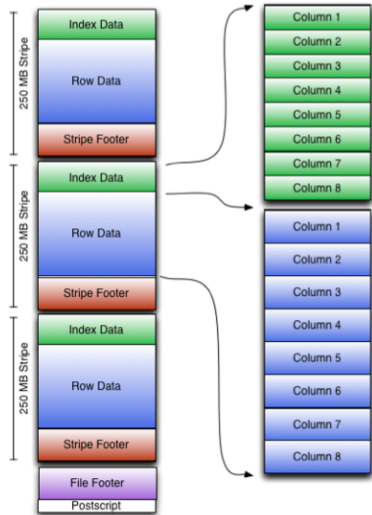 250 MB Stripe
Index Data
Row Data
Stripe Footer
250 MB Stripe
Index Data
Row Data
Stripe Footer
250 MB Stripe
Index Data
Row Data
Stripe Footer
File Footer
Postscript
Column 1
Column 2
Column 3
Column 4
Column 5
Column 6
Column 7
Column 8
Column 1
Column 2
Column 3
Column 4
Column 5
Column 6
Column 7
Column 8